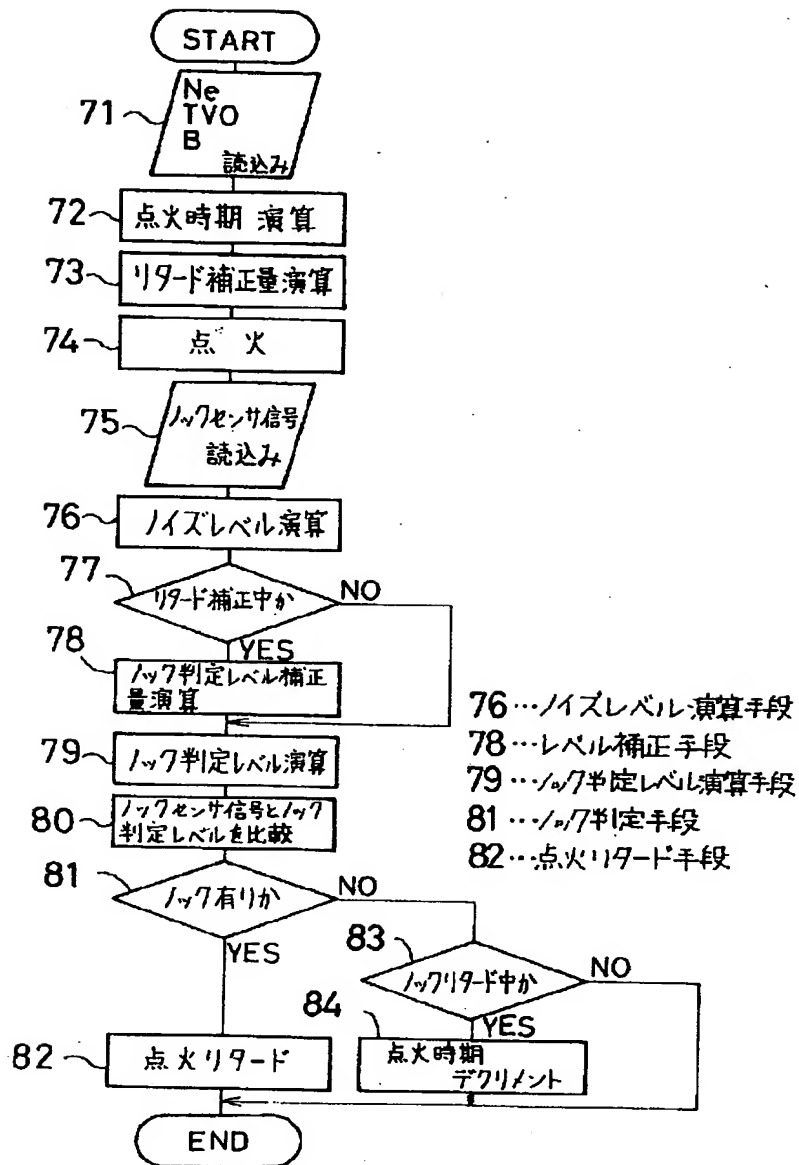 START
71
Ne
TVO
B
読込み
72
点火時期 演算
73
リタード補正量演算
74
点 火
75
ノックセンサ信号
読込み
76
ノイズレベル演算
77
リタード補正中か
NO
YES
78
ノック判定レベル補正
量演算
79
ノック判定レベル演算
80
ノックセンサ信号とノック
判定レベルを比較
81
ノック有りか
NO
YES
83
ノックリタード中か
NO
YES
84
点火時期
デクリメント
82
点火リタード
END
76…ノイズレベル演算手段
78…レベル補正手段
79…ノック判定レベル演算手段
81…ノック判定手段
82…点火リタード手段